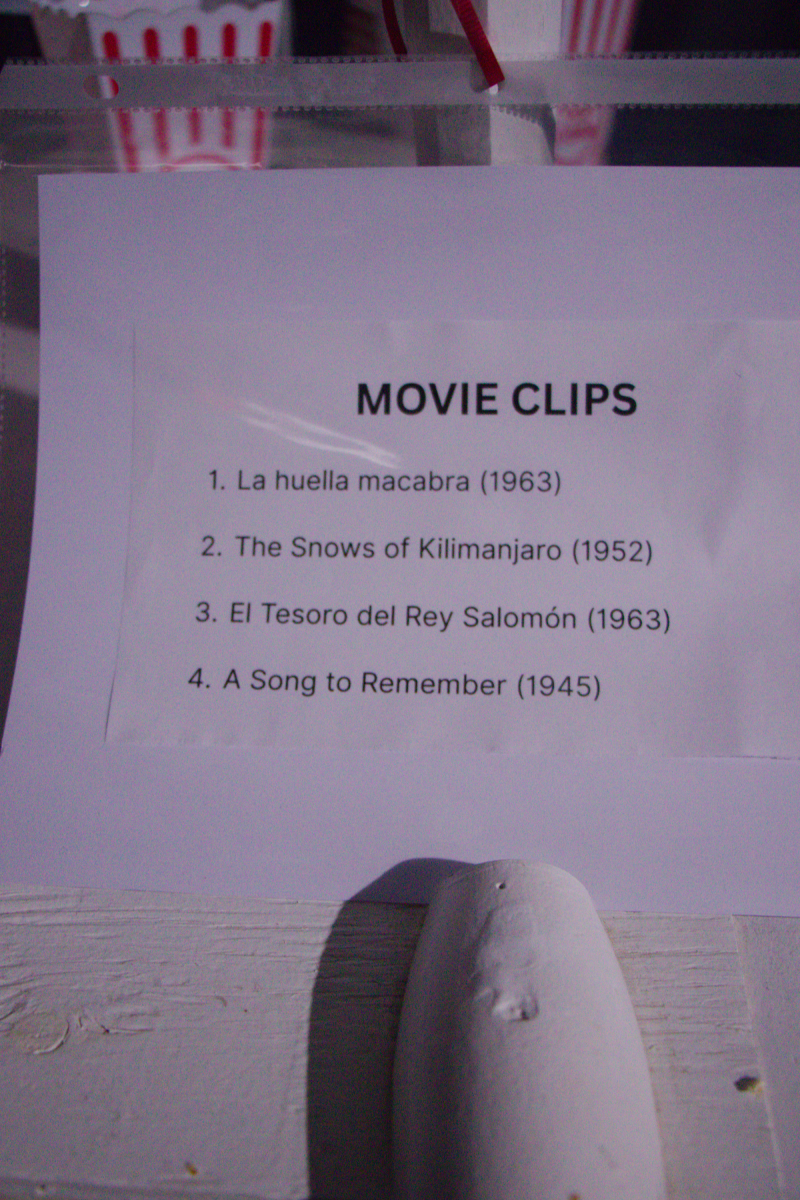 MOVIE CLIPS
1. La huella macabra (1963)
2. The Snows of Kilimanjaro (1952)
3. El Tesoro del Rey Salomón (1963)
4. A Song to Remember (1945)